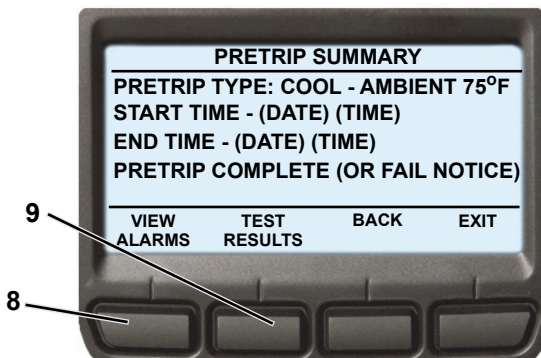 PRETRIP SUMMARY
PRETRIP TYPE: COOL - AMBIENT 75°F
START TIME - (DATE) (TIME)
END TIME - (DATE) (TIME)
PRETRIP COMPLETE (OR FAIL NOTICE)
VIEW ALARMS
TEST RESULTS
BACK
EXIT
9
8